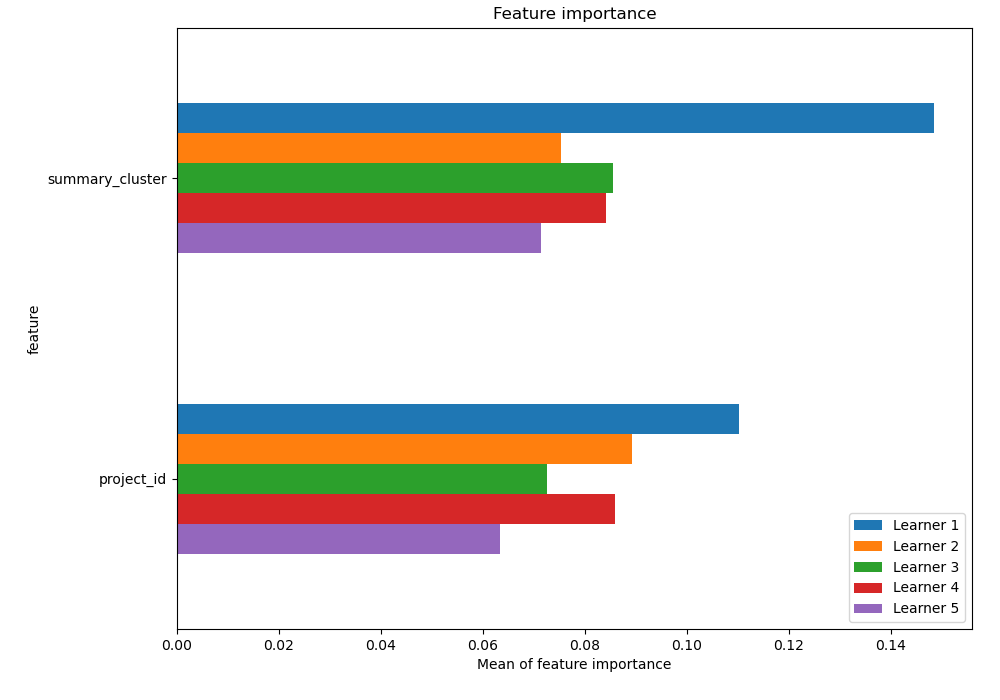 Feature importance
summary_cluster
feature
project_id
Learner 1
Learner 2
Learner 3
Learner 4
Learner 5
0.00 0.02 0.04 0.06 0.08 0.10 0.12 0.14
Mean of feature importance